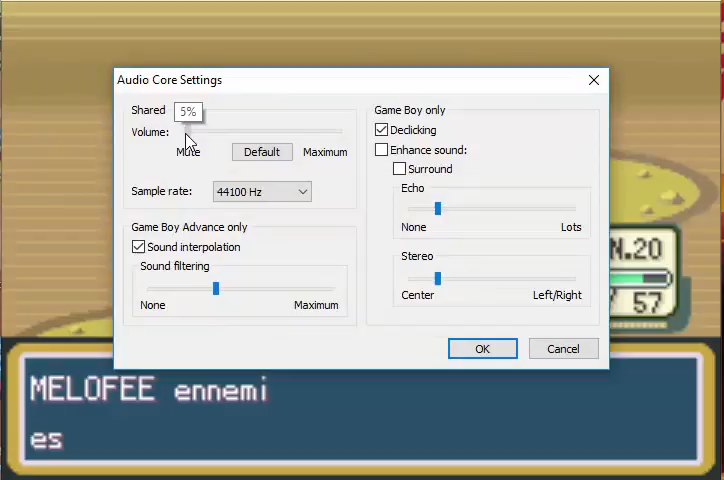 Audio Core Settings
Shared
5%
Volume:
Mute
Default
Maximum
Sample rate:
44100 Hz
Game Boy Advance only
Sound interpolation
Sound filtering
None
Maximum
Game Boy only
Declicking
Enhance sound:
Surround
Echo
None
Lots
Stereo
Center
Left/Right
OK
Cancel
N.20
57
MELOFEE ennemi
es